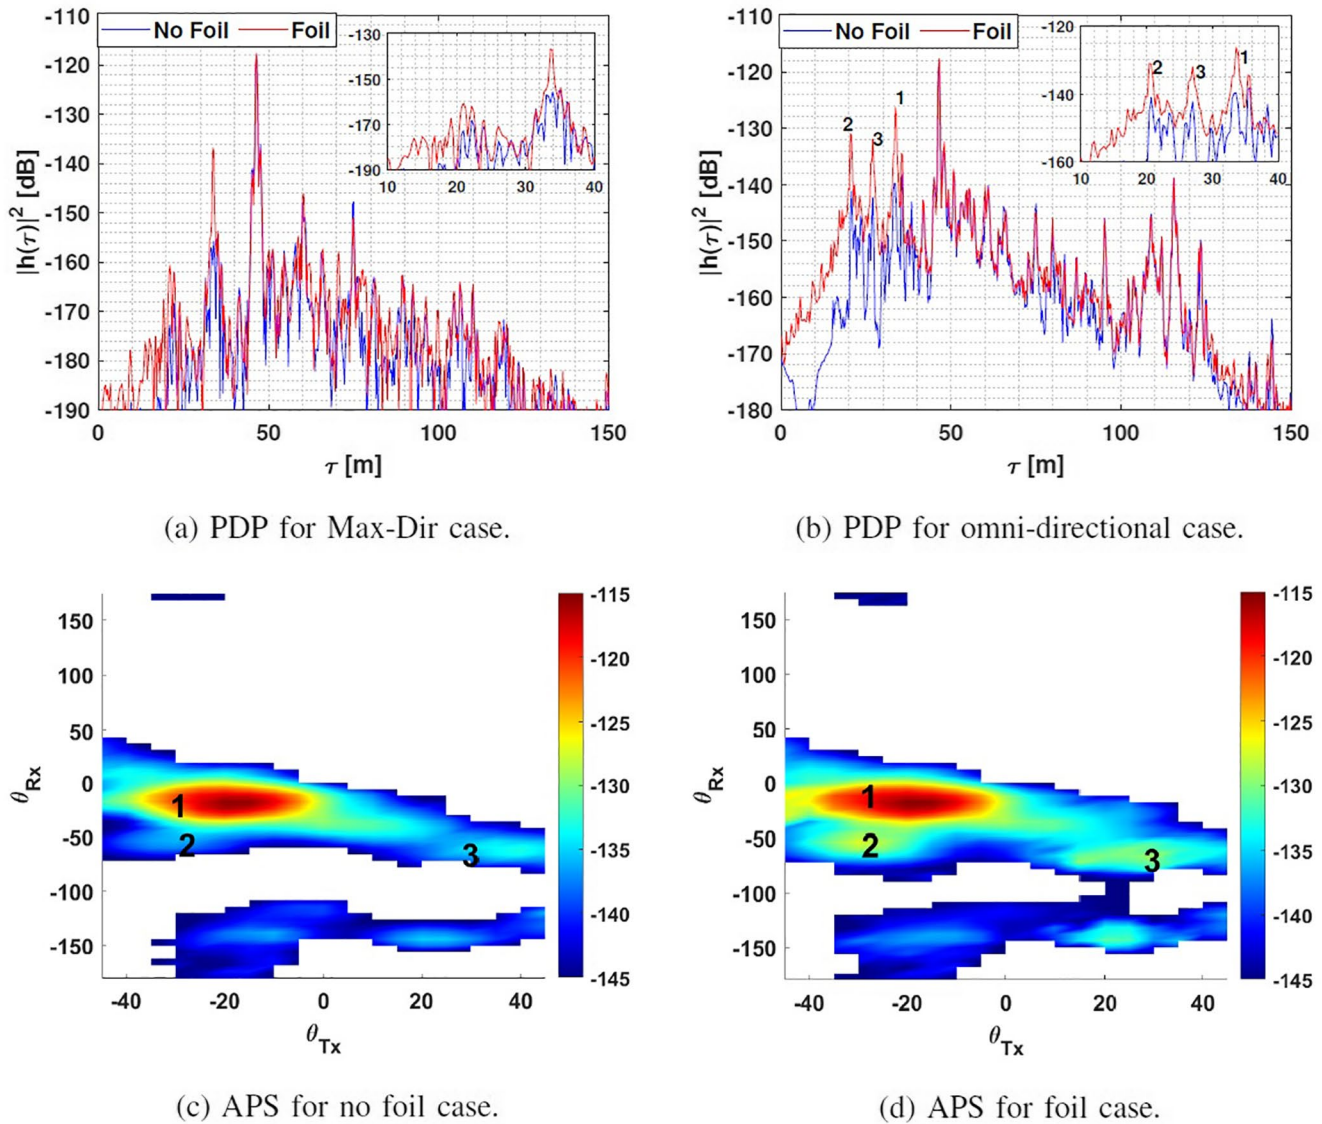 No Foil Foil
-110
-120
-130
-140
-150
-160
-170
-180
-190
|h(τ)|² [dB]
0 50 100 150
τ [m]
-130
-150
-170
-190
10 20 30 40
(a) PDP for Max-Dir case.
No Foil Foil
-110
-120
-130
-140
-150
-160
-170
-180
|h(τ)|² [dB]
2 3 1
0 50 100 150
τ [m]
-120
-140
-160
2 3 1
10 20 30 40
(b) PDP for omni-directional case.
150
100
50
0
-50
-100
-150
θRx
1
2
3
-40 -20 0 20 40
θTx
-115
-120
-125
-130
-135
-140
-145
(c) APS for no foil case.
150
100
50
0
-50
-100
-150
θRx
1
2
3
-40 -20 0 20 40
θTx
-115
-120
-125
-130
-135
-140
-145
(d) APS for foil case.